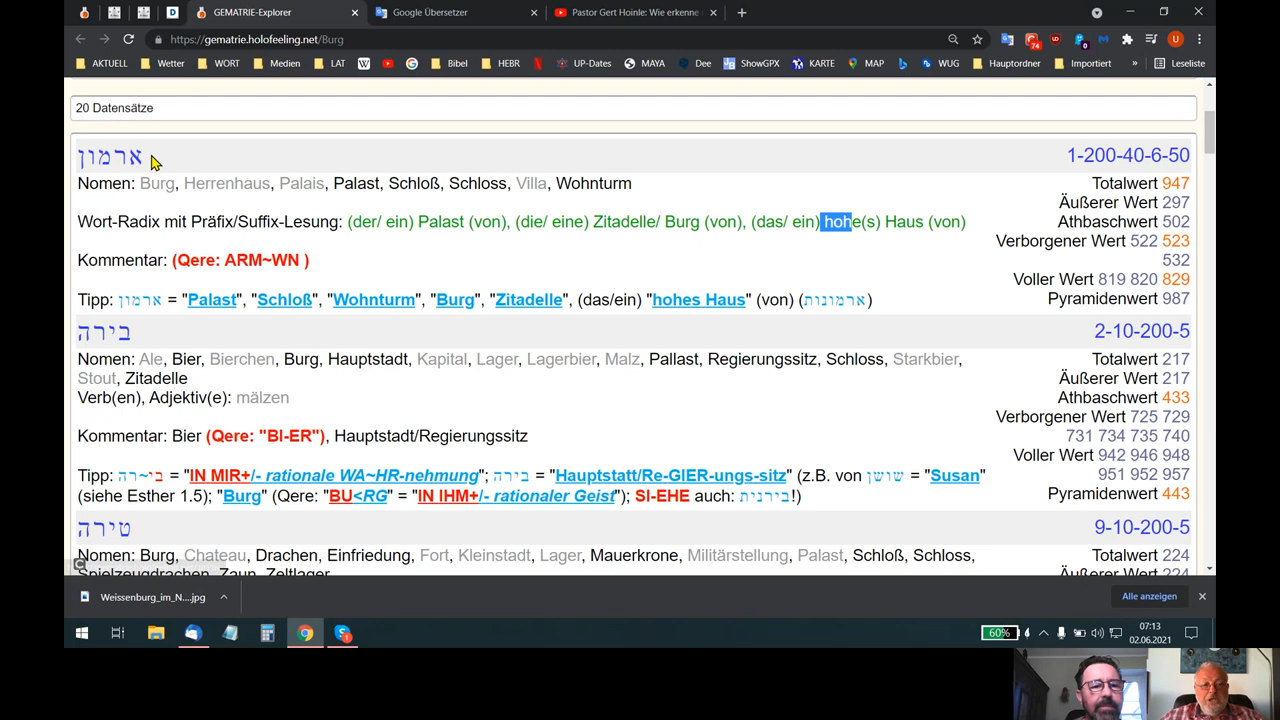 GEMATRIE-Explorer
Google Übersetzer
Pastor Gert Hoinle: Wie erkenne
https://gematrie.holofeeling.net/Burg
74
0
U
AKTUELL Wetter WORT Medien LAT Bibel HEBR UP-Dates MAYA Dee ShowGPX KARTE MAP WUG Hauptordner Importiert » Leseliste
20 Datensätze
ארמון 1-200-40-6-50
Nomen: Burg, Herrenhaus, Palais, Palast, Schloß, Schloss, Villa, Wohnturm
Totalwert 947
Äußerer Wert 297
Wort-Radix mit Präfix/Suffix-Lesung: (der/ ein) Palast (von), (die/ eine) Zitadelle/ Burg (von), (das/ ein) hohe(s) Haus (von)
Athbaschwert 502
Verborgener Wert 522 523
532
Kommentar: (Qere: ARM~WN )
Voller Wert 819 820 829
Pyramidenwert 987
Tipp: ארמון = "Palast", "Schloß", "Wohnturm", "Burg", "Zitadelle", (das/ein) "hohes Haus" (von) (ארמונות)
בירה 2-10-200-5
Nomen: Ale, Bier, Bierchen, Burg, Hauptstadt, Kapital, Lager, Lagerbier, Malz, Pallast, Regierungssitz, Schloss, Starkbier,
Stout, Zitadelle
Verb(en), Adjektiv(e): mälzen
Totalwert 217
Äußerer Wert 217
Athbaschwert 433
Verborgener Wert 725 729
731 734 735 740
Kommentar: Bier (Qere: "BI-ER"), Hauptstadt/Regierungssitz
Voller Wert 942 946 948
951 952 957
Pyramidenwert 443
Tipp: בי~רה = "IN MIR+/- rationale WA~HR-nehmung"; בירה = "Hauptstatt/Re-GIER-ungs-sitz" (z.B. von שושן = "Susan"
(siehe Esther 1.5); "Burg" (Qere: "BU<RG" = "IN IHM+/- rationaler Geist"); SI-EHE auch: בירנית!)
טירה 9-10-200-5
Nomen: Burg, Chateau, Drachen, Einfriedung, Fort, Kleinstadt, Lager, Mauerkrone, Militärstellung, Palast, Schloß, Schloss,
Spielzeugdrachen, Zaun, Zeltlager
Totalwert 224
Äußerer Wert 224
Weissenburg_im_N....jpg
Alle anzeigen
60%
07:13
02.06.2021